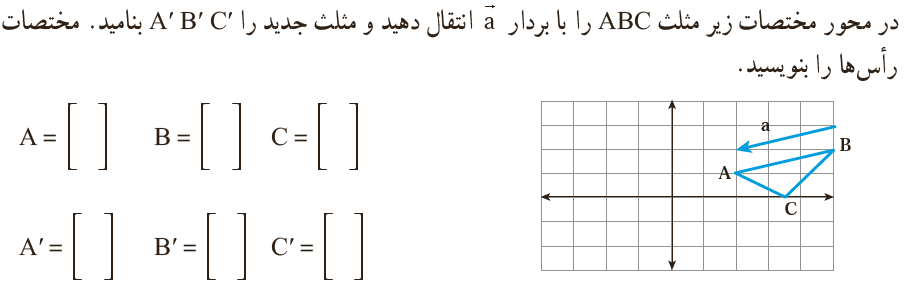 در محور مختصات زیر مثلث ABC را با بردار a⃗ انتقال دهید و مثلث جدید را A′ B′ C′ بنامید. مختصات
رأس‌ها را بنویسید.
A = [ ] B = [ ] C = [ ]
A′ = [ ] B′ = [ ] C′ = [ ]
a
B
A
C